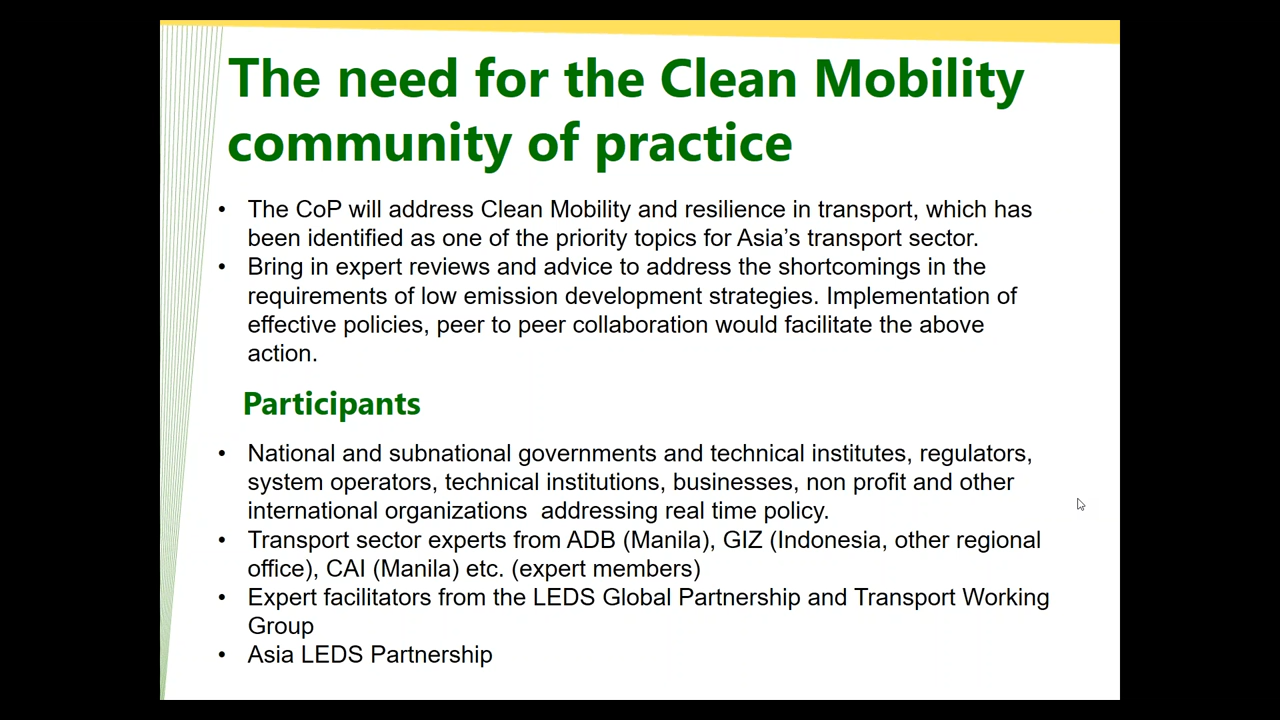 The need for the Clean Mobility
community of practice
• The CoP will address Clean Mobility and resilience in transport, which has
been identified as one of the priority topics for Asia’s transport sector.
• Bring in expert reviews and advice to address the shortcomings in the
requirements of low emission development strategies. Implementation of
effective policies, peer to peer collaboration would facilitate the above
action.
Participants
• National and subnational governments and technical institutes, regulators,
system operators, technical institutions, businesses, non profit and other
international organizations  addressing real time policy.
• Transport sector experts from ADB (Manila), GIZ (Indonesia, other regional
office), CAI (Manila) etc. (expert members)
• Expert facilitators from the LEDS Global Partnership and Transport Working
Group
• Asia LEDS Partnership